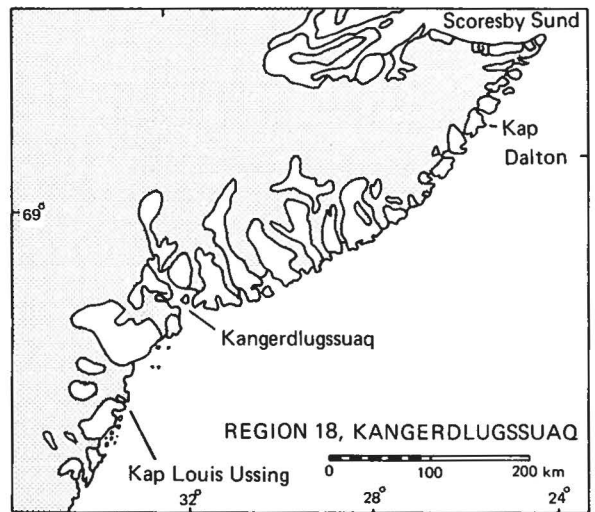 Scoresby Sund
Kap
Dalton
69°
Kangerdlugssuaq
REGION 18, KANGERDLUGSSUAQ
0 100 200 km
Kap Louis Ussing
32° 28° 24°